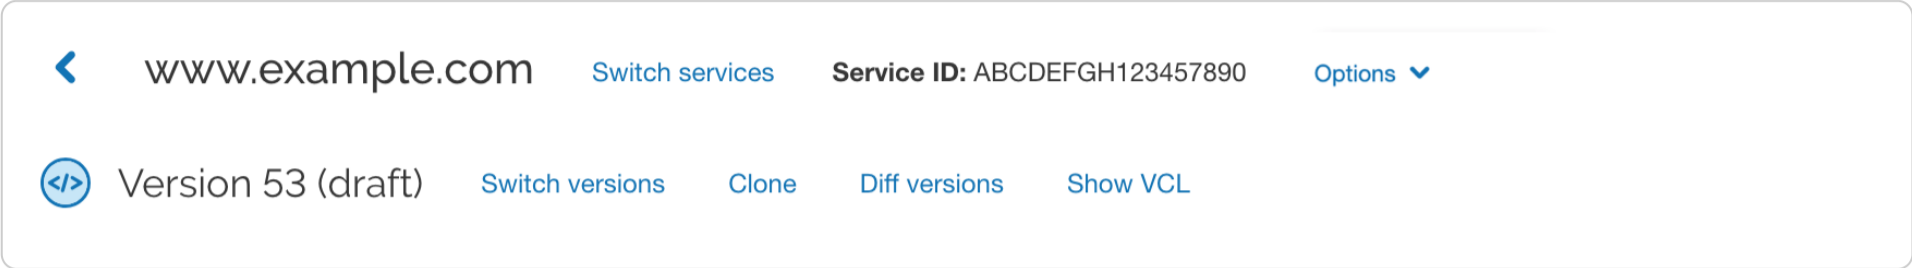 www.example.com Switch services Service ID: ABCDEFGH123457890 Options
</> Version 53 (draft) Switch versions Clone Diff versions Show VCL